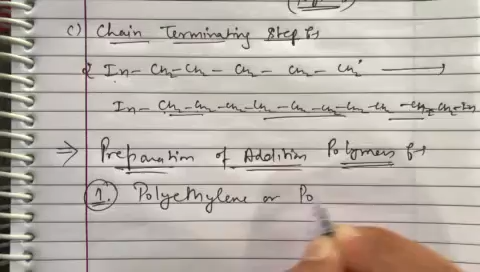 c) Chain Terminating Step :→
2 In - CH2 - CH2 - CH2 - CH2 - CH2• ⟶
In - CH2 - CH2 - CH2 - CH2 - CH2 - CH2 - CH2 - CH2 - CH2 - CH2 - In
⇒ Preparation of Addition Polymers :→
1. Polyethylene or Po